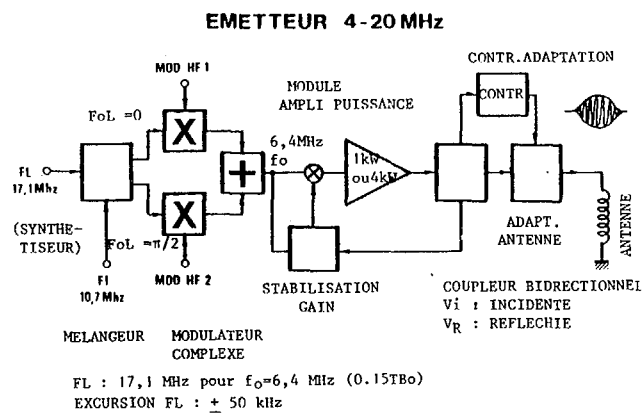 EMETTEUR 4-20 MHz
CONTR.ADAPTATION
MOD HF 1
MODULE
AMPLI PUISSANCE
CONTR
FoL =0
X
6,4MHz
fo
1kW
ou4kW
+
FL
17,1Mhz
X
(SYNTHE-
TISEUR)
FoL =π/2
ADAPT.
ANTENNE
ANTENNE
MOD HF 2
FI
10,7Mhz
STABILISATION
GAIN
COUPLEUR BIDRECTIONNEL
Vi : INCIDENTE
VR : REFLECHIE
MELANGEUR
MODULATEUR
COMPLEXE
FL : 17,1 MHz pour fo=6,4 MHz (0.15TBo)
EXCURSION FL : ± 50 kHz